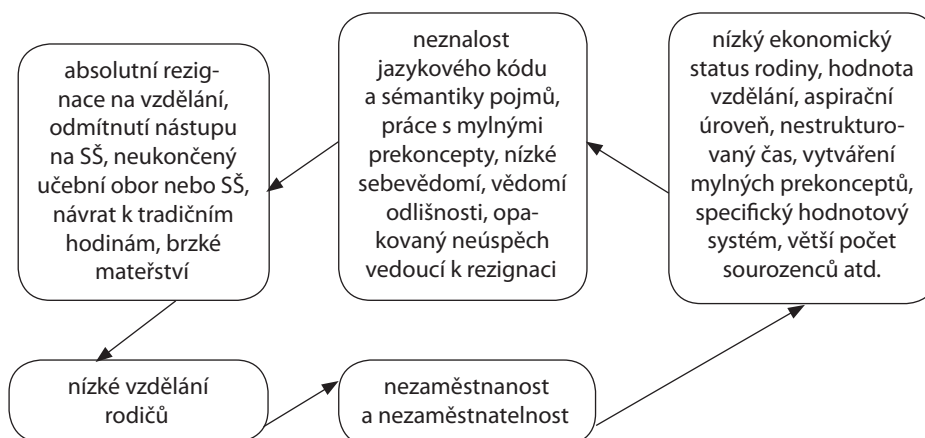 absolutní rezig-
nace na vzdělání,
odmítnutí nástupu
na SŠ, neukončený
učební obor nebo SŠ,
návrat k tradičním
hodinám, brzké
mateřství
neznalost
jazykového kódu
a sémantiky pojmů,
práce s mylnými
prekoncepty, nízké
sebevědomí, vědomí
odlišnosti, opa-
kovaný neúspěch
vedoucí k rezignaci
nízký ekonomický
status rodiny, hodnota
vzdělání, aspirační
úroveň, nestrukturo-
vaný čas, vytváření
mylných prekonceptů,
specifický hodnotový
systém, větší počet
sourozenců atd.
nízké vzdělání
rodičů
nezaměstnanost
a nezaměstnatelnost